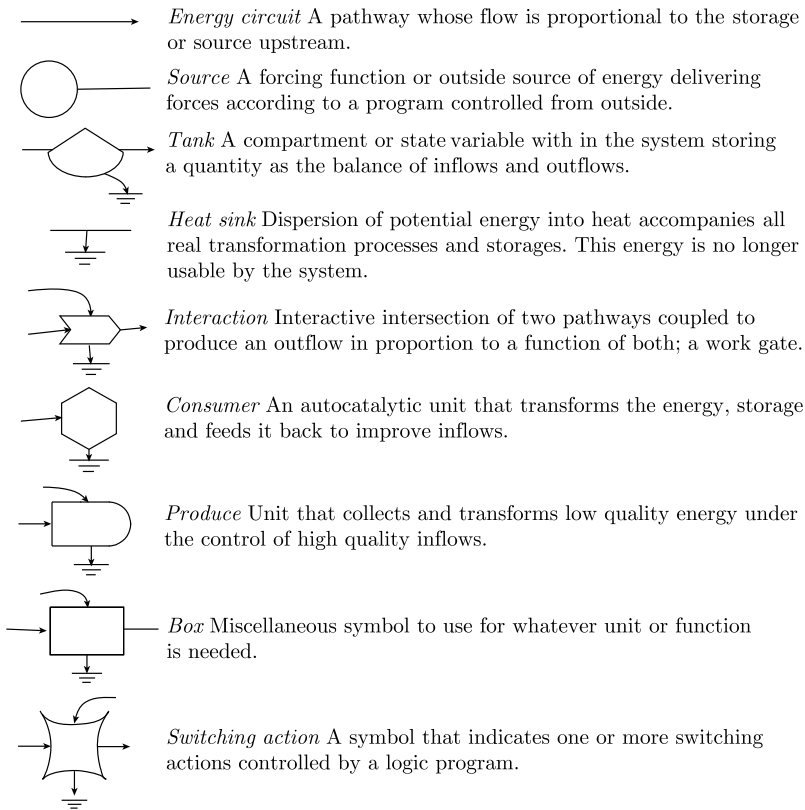 Energy circuit A pathway whose flow is proportional to the storage
or source upstream.
Source A forcing function or outside source of energy delivering
forces according to a program controlled from outside.
Tank A compartment or state variable with in the system storing
a quantity as the balance of inflows and outflows.
Heat sink Dispersion of potential energy into heat accompanies all
real transformation processes and storages. This energy is no longer
usable by the system.
Interaction Interactive intersection of two pathways coupled to
produce an outflow in proportion to a function of both; a work gate.
Consumer An autocatalytic unit that transforms the energy, storage
and feeds it back to improve inflows.
Produce Unit that collects and transforms low quality energy under
the control of high quality inflows.
Box Miscellaneous symbol to use for whatever unit or function
is needed.
Switching action A symbol that indicates one or more switching
actions controlled by a logic program.